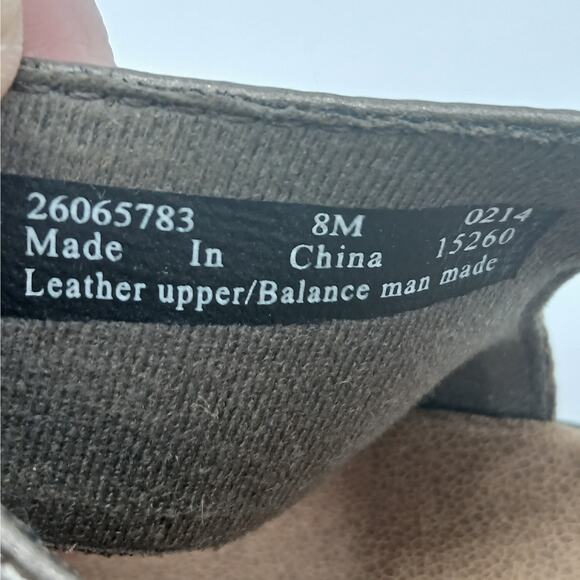 26065783 8M 0214
Made In China 15260
Leather upper/Balance man made